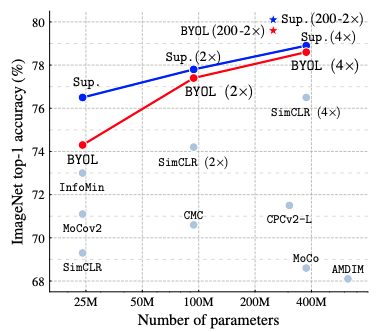 80
78
76
74
72
70
68
ImageNet top-1 accuracy (%)
Sup.(200-2×)
BYOL(200-2×)
Sup.(4×)
Sup.(2×)
BYOL (4×)
Sup.
BYOL (2×)
SimCLR (4×)
BYOL
SimCLR (2×)
InfoMin
CMC
CPCv2-L
MoCov2
MoCo
SimCLR
AMDIM
25M 50M 100M 200M 400M
Number of parameters